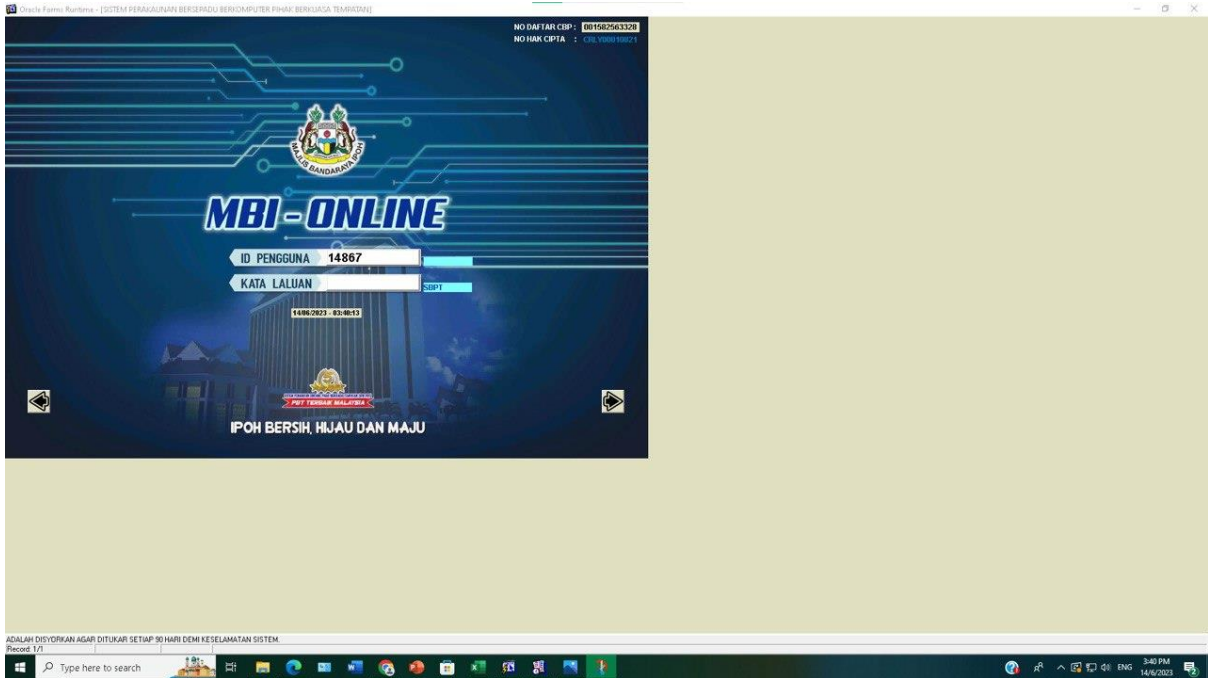 Oracle Forms Runtime - [SISTEM PERAKAUNAN BERSEPADU BERKOMPUTER PIHAK BERKUASA TEMPATAN]
NO DAFTAR CBP : 001582563328
NO HAK CIPTA : CRLY00019821
MAJLIS BANDARAYA IPOH
MBI - ONLINE
ID PENGGUNA 14867
KATA LALUAN
SBPT
14/06/2023 - 03:40:13
PBT TERBAIK MALAYSIA
IPOH BERSIH, HIJAU DAN MAJU
ADALAH DISYORKAN AGAR DITUKAR SETIAP 90 HARI DEMI KESELAMATAN SISTEM.
Record: 1/1
Type here to search
ENG
3:40 PM
14/6/2023